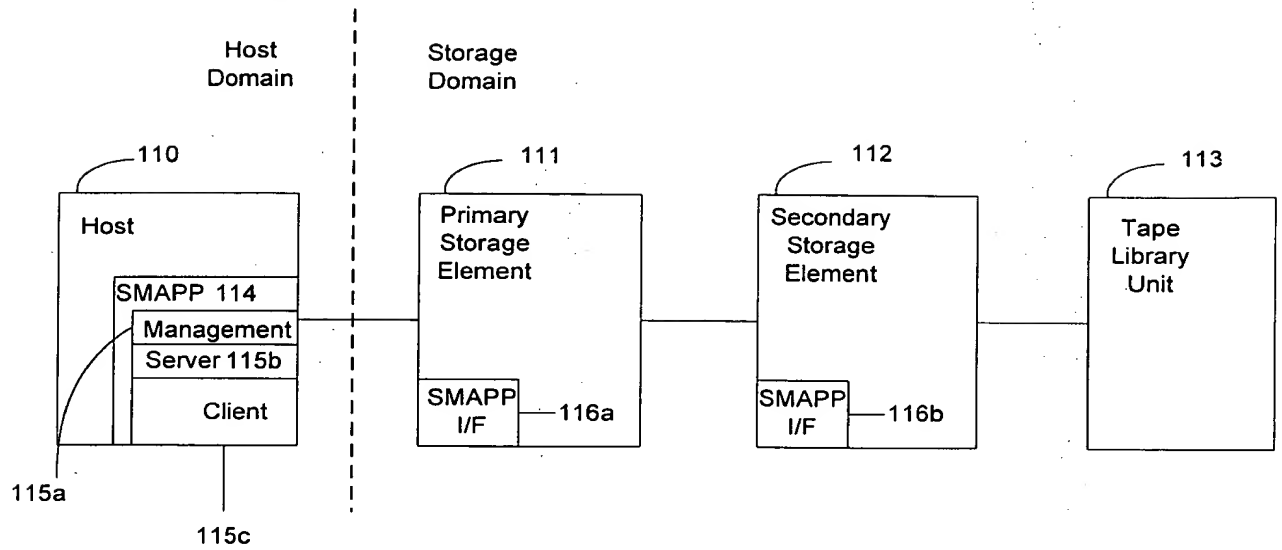 Host
Domain
Storage
Domain
110
111
112
113
Host
SMAPP 114
Management
Server 115b
Client
115a
115c
Primary
Storage
Element
SMAPP
I/F
116a
Secondary
Storage
Element
SMAPP
I/F
116b
Tape
Library
Unit